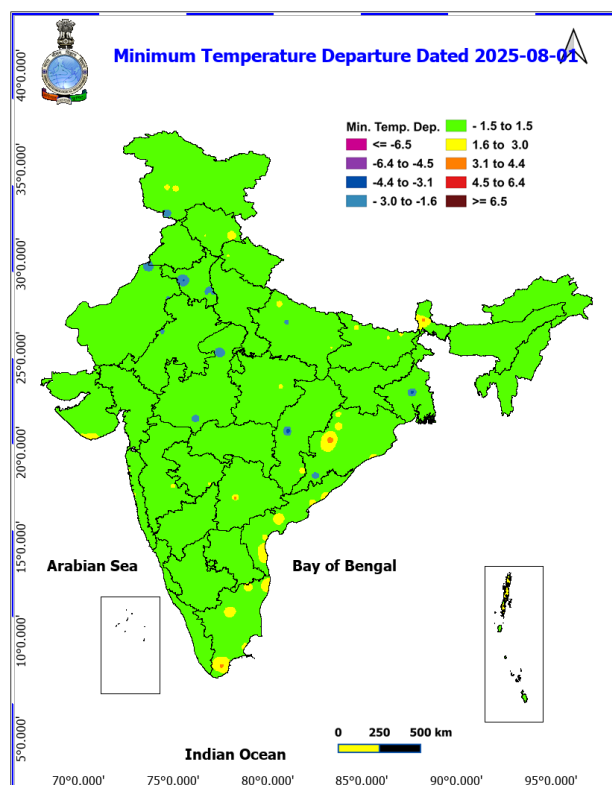 Minimum Temperature Departure Dated 2025-08-01
Min. Temp. Dep.
<= -6.5
-6.4 to -4.5
-4.4 to -3.1
- 3.0 to -1.6
- 1.5 to 1.5
1.6 to 3.0
3.1 to 4.4
4.5 to 6.4
>= 6.5
40°0.000'
35°0.000'
30°0.000'
25°0.000'
20°0.000'
15°0.000'
10°0.000'
5°0.000'
Arabian Sea
Bay of Bengal
Indian Ocean
0 250 500 km
70°0.000' 75°0.000' 80°0.000' 85°0.000' 90°0.000' 95°0.000'